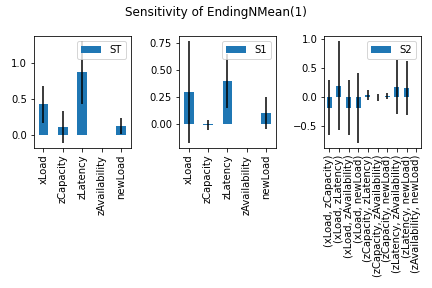 Sensitivity of EndingNMean(1)
ST
1.0
0.5
0.0
xLoad
zCapacity
zLatency
zAvailability
newLoad
S1
0.75
0.50
0.25
0.00
xLoad
zCapacity
zLatency
zAvailability
newLoad
S2
1.0
0.5
0.0
−0.5
(xLoad, zCapacity)
(xLoad, zLatency)
(xLoad, zAvailability)
(xLoad, newLoad)
(zCapacity, zLatency)
(zCapacity, zAvailability)
(zCapacity, newLoad)
(zLatency, zAvailability)
(zLatency, newLoad)
(zAvailability, newLoad)